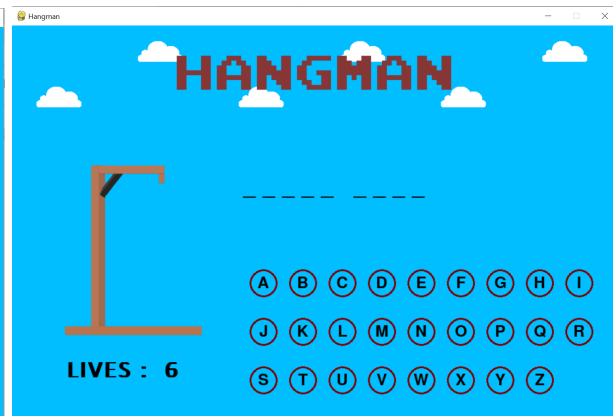 Hangman
HANGMAN
_ _ _ _ _  _ _ _ _
A B C D E F G H I
J K L M N O P Q R
LIVES : 6
S T U V W X Y Z